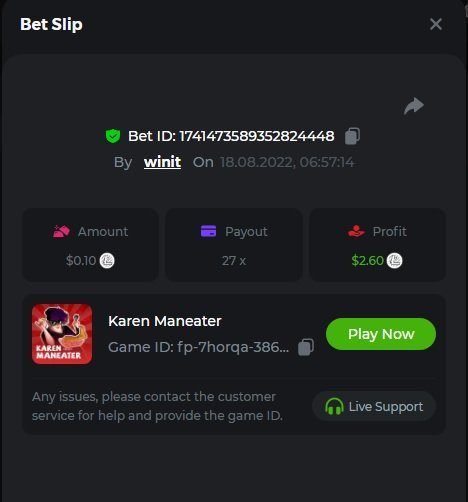 Bet Slip
Bet ID: 1741473589352824448
By winit On 18.08.2022, 06:57:14
Amount
$0.10
Payout
27 x
Profit
$2.60
KAREN
MANEATER
Karen Maneater
Game ID: fp-7horqa-386...
Play Now
Any issues, please contact the customer
service for help and provide the game ID.
Live Support